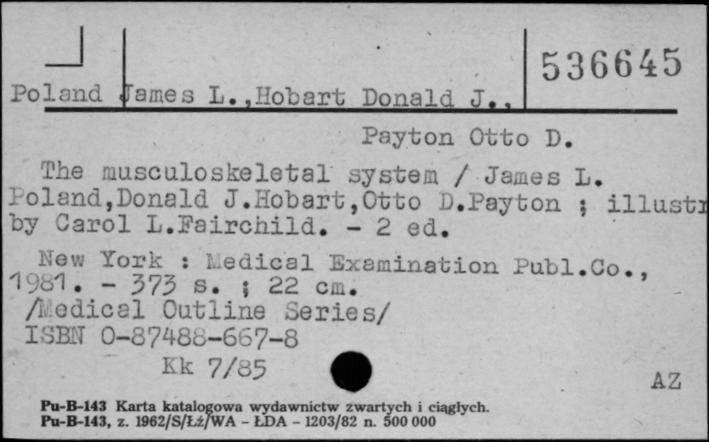 536645
Poland James L.,Hobart Donald J.,
Payton Otto D.
The musculoskeletal system / James L.
Poland,Donald J.Hobart,Otto D.Payton ; illustr
by Carol L.Fairchild. - 2 ed.
New York : Medical Examination Publ.Co.,
1981. - 373 s. ; 22 cm.
/Medical Outline Series/
ISBN 0-87488-667-8
Kk 7/85
AZ
Pu-B-143 Karta katalogowa wydawnictw zwartych i ciągłych.
Pu-B-143, z. 1962/S/Łż/WA - ŁDA - 1203/82 n. 500 000